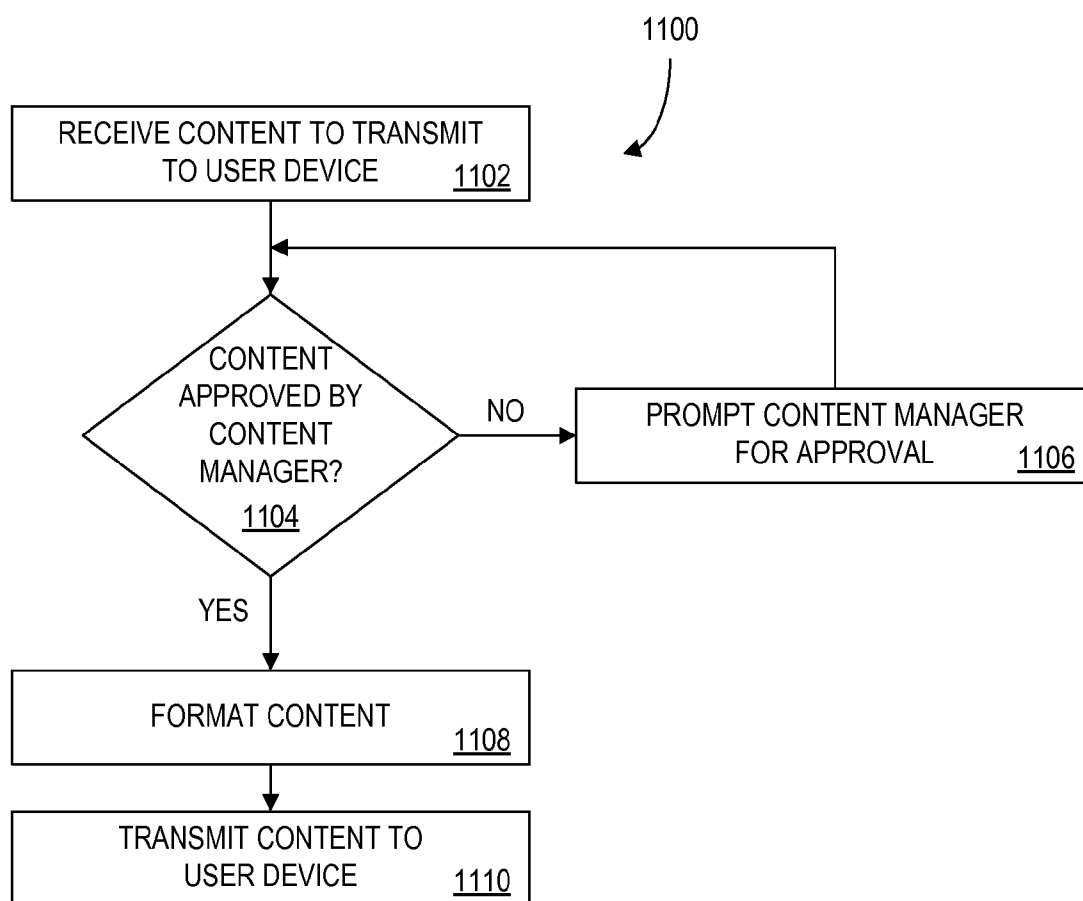 1100
RECEIVE CONTENT TO TRANSMIT
TO USER DEVICE
1102
CONTENT
APPROVED BY
CONTENT
MANAGER?
1104
NO
PROMPT CONTENT MANAGER
FOR APPROVAL
1106
YES
FORMAT CONTENT
1108
TRANSMIT CONTENT TO
USER DEVICE
1110